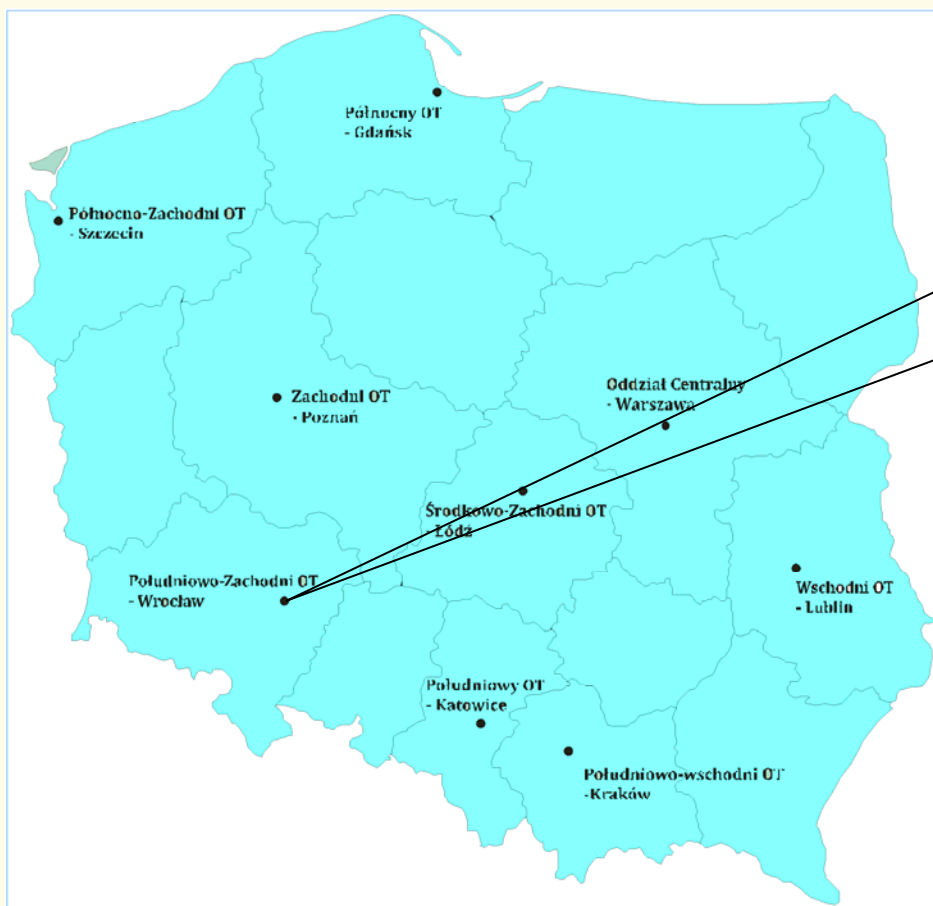 Północny OT
- Gdańsk
Północno-Zachodni OT
- Szczecin
Zachodni OT
- Poznań
Oddział Centralny
- Warszawa
Środkowo-Zachodni OT
- Łódź
Południowo-Zachodni OT
- Wrocław
Wschodni OT
- Lublin
Południowy OT
- Katowice
Południowo-wschodni OT
-Kraków